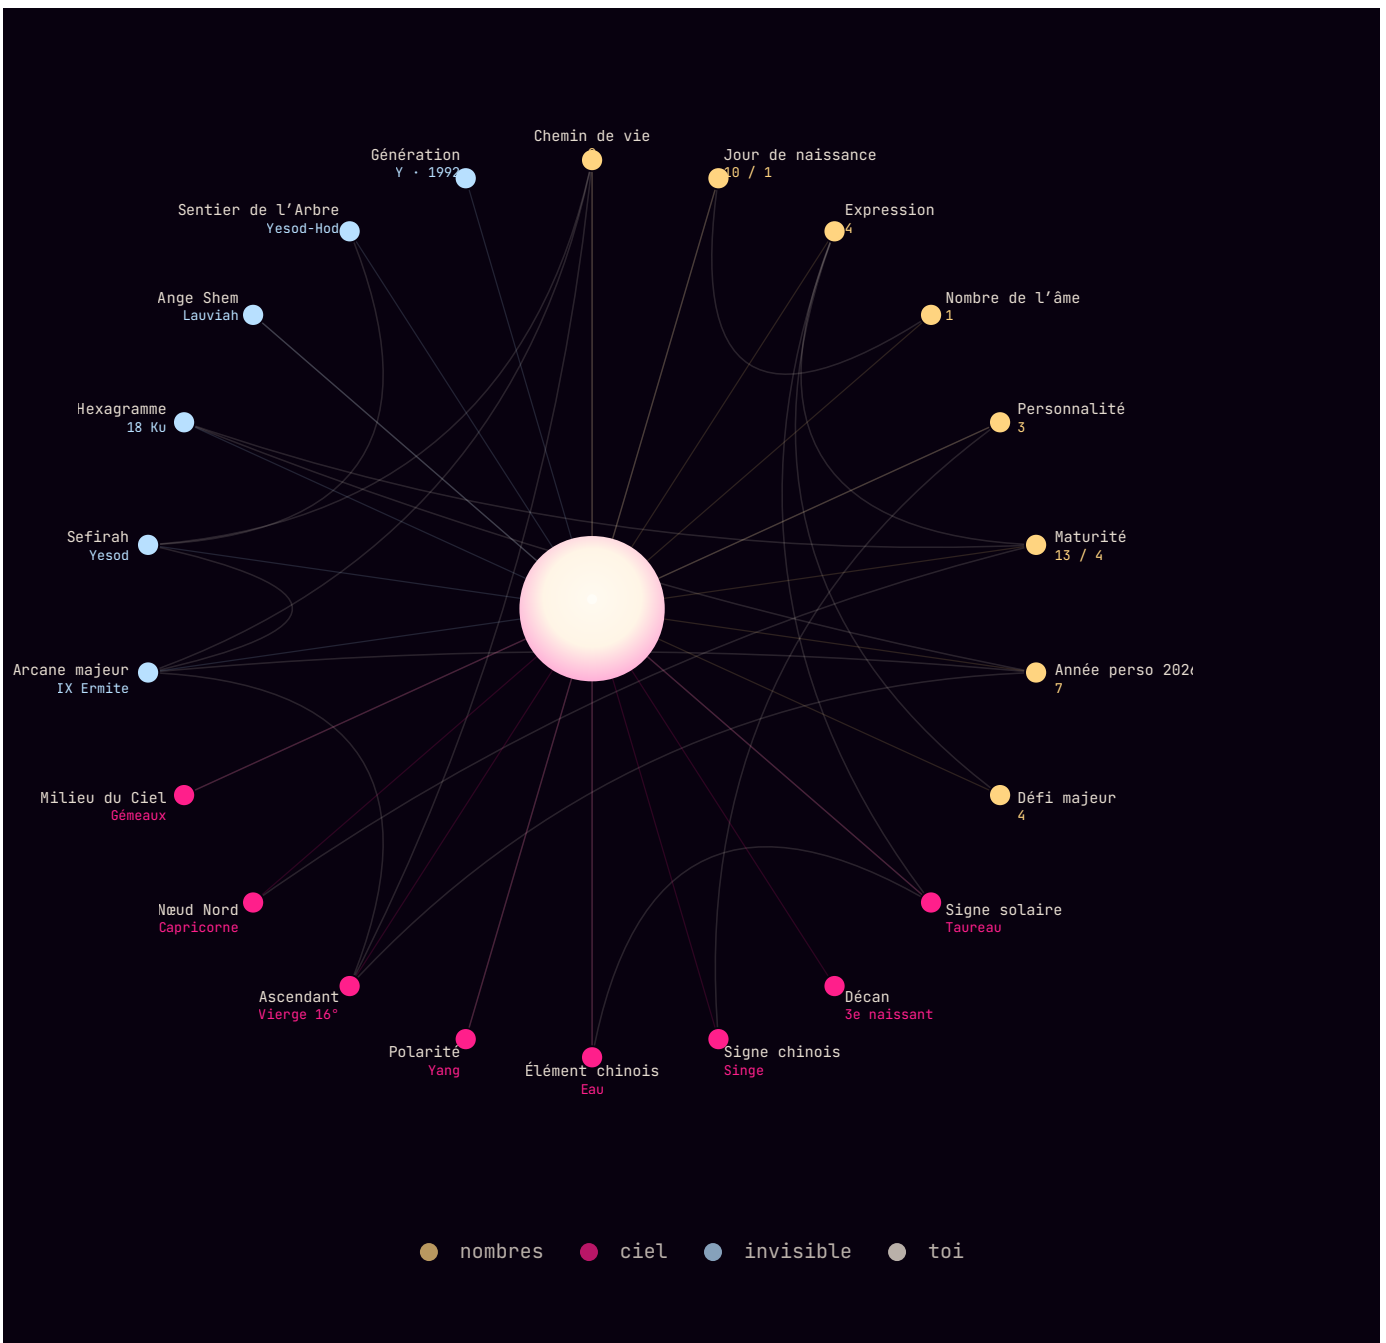 Chemin de vie
Génération
Y · 1992
Jour de naissance
10 / 1
Sentier de l’Arbre
Yesod-Hod
Expression
4
Ange Shem
Lauviah
Nombre de l’âme
1
Hexagramme
18 Ku
Personnalité
3
Sefirah
Yesod
Maturité
13 / 4
Arcane majeur
IX Ermite
Année perso 2026
7
Milieu du Ciel
Gémeaux
Défi majeur
4
Nœud Nord
Capricorne
Signe solaire
Taureau
Ascendant
Vierge 16°
Décan
3e naissant
Polarité
Yang
Élément chinois
Eau
Signe chinois
Singe
nombres
ciel
invisible
toi